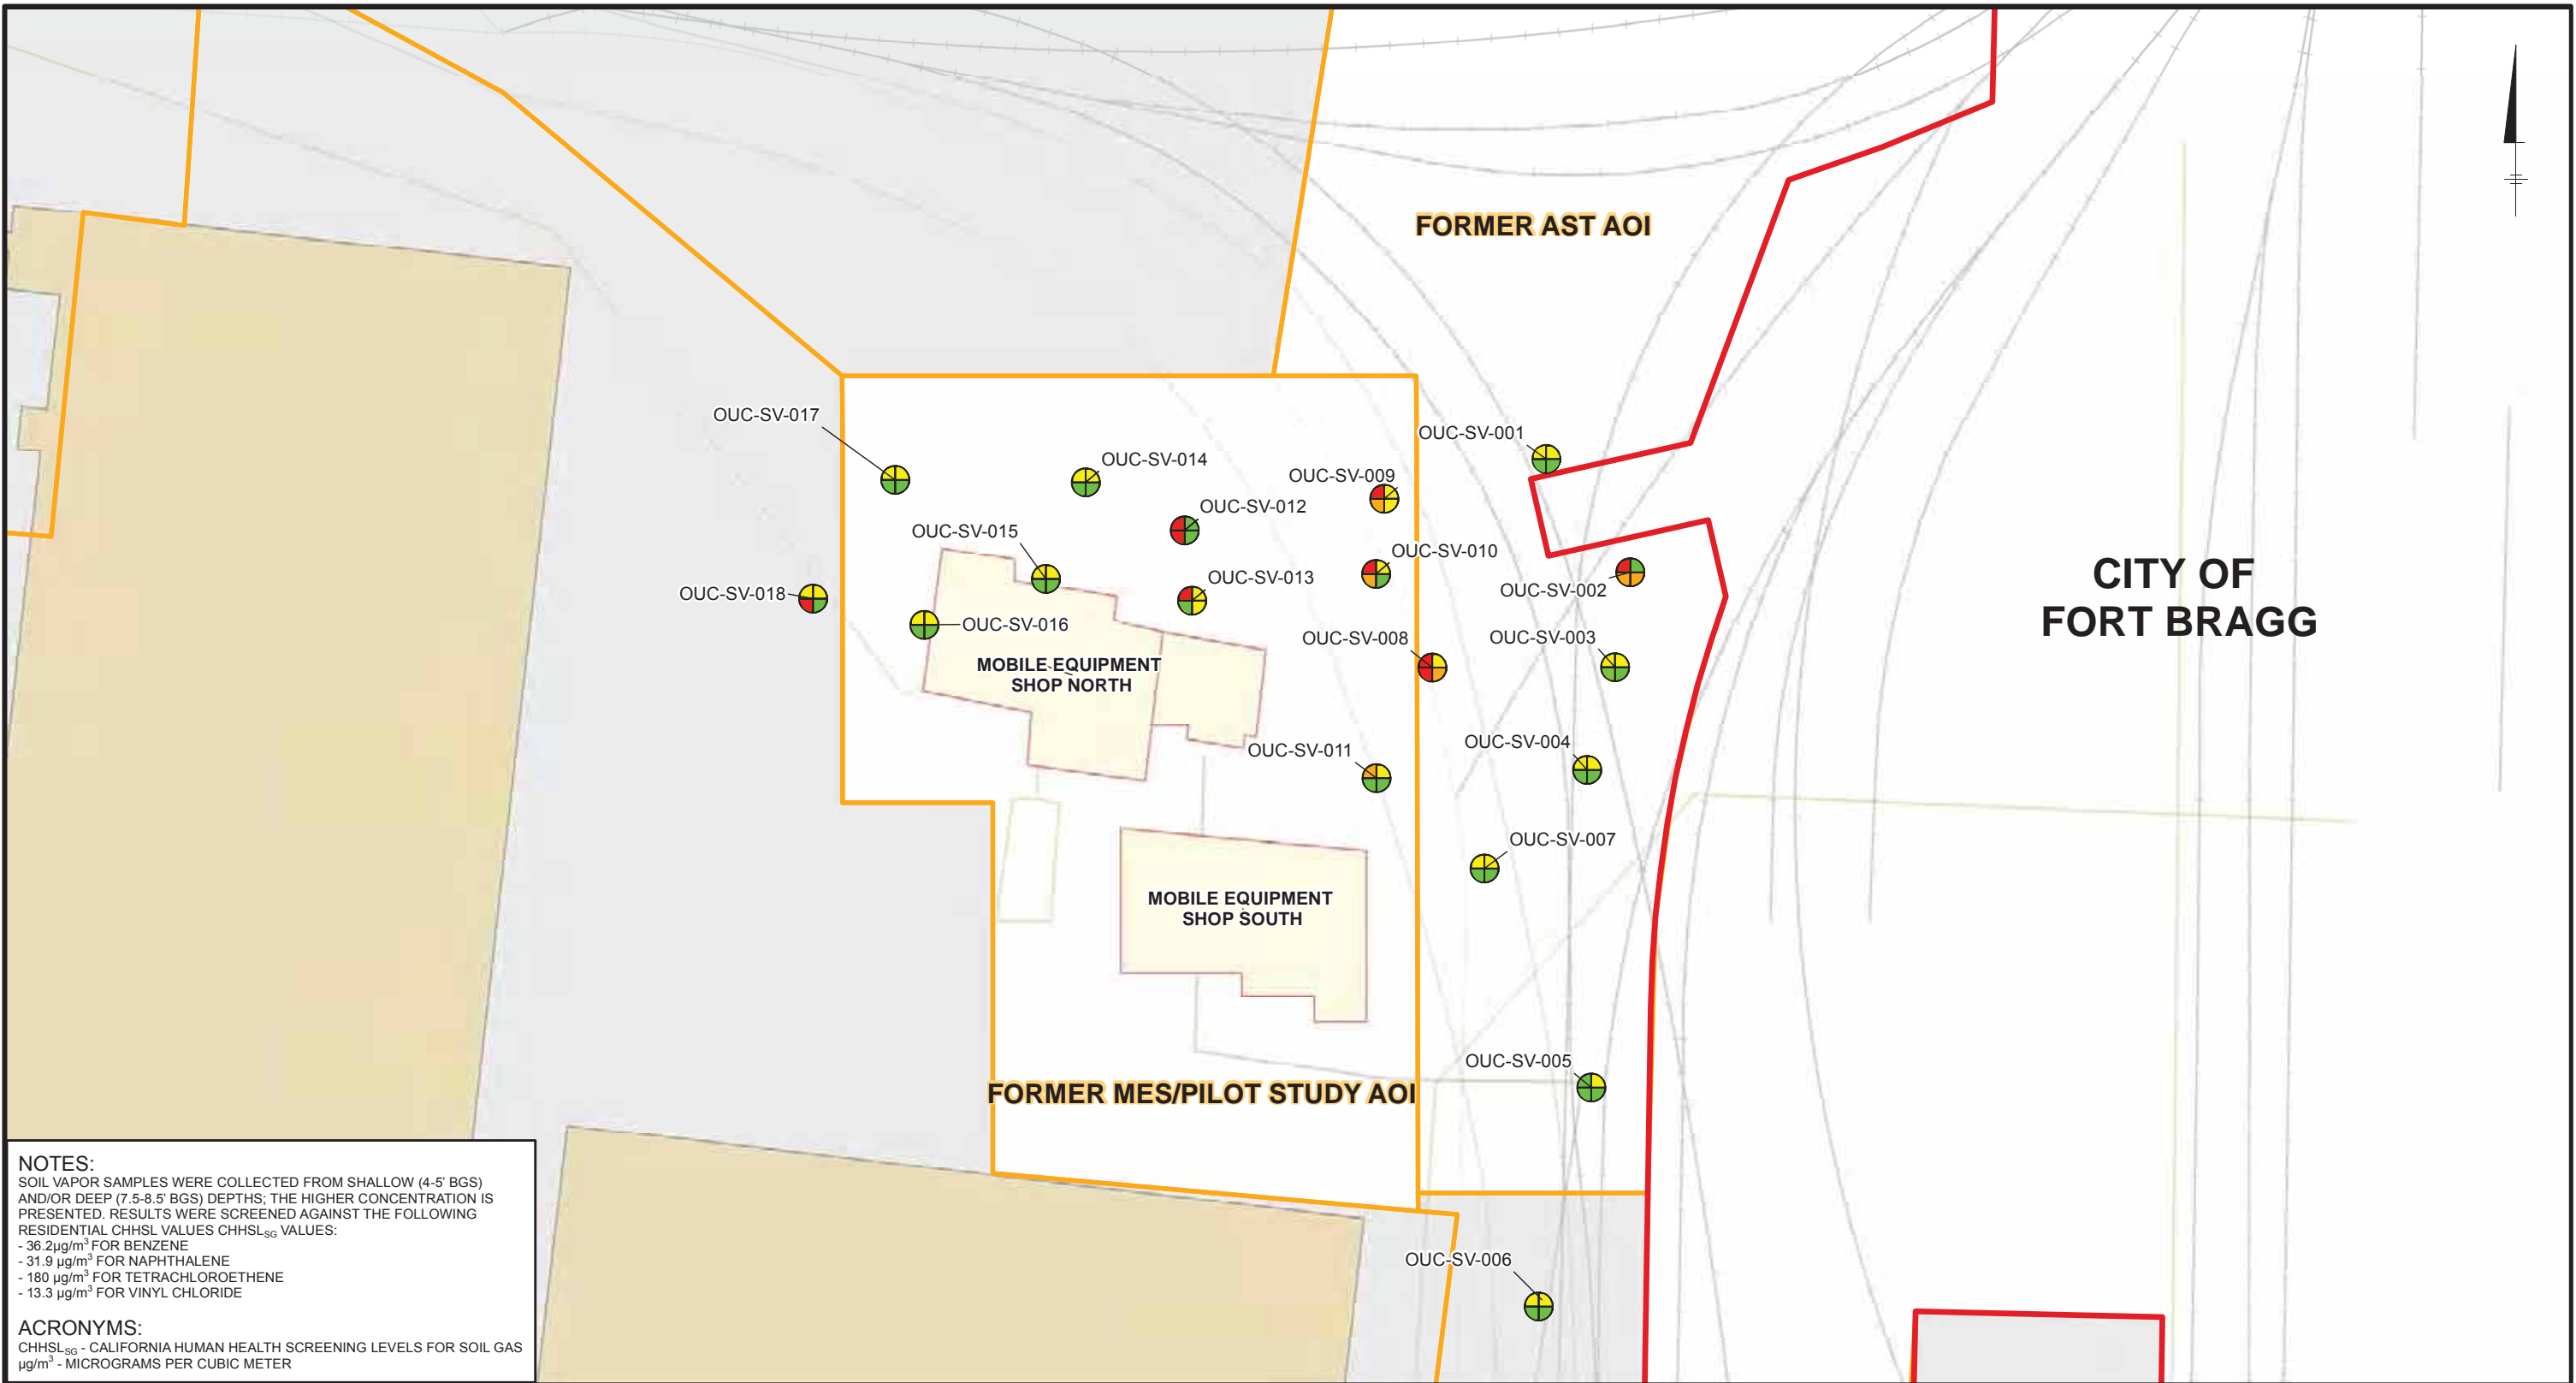 FORMER AST AOI
OUC-SV-017
OUC-SV-001
OUC-SV-014
OUC-SV-009
OUC-SV-012
OUC-SV-015
OUC-SV-010
OUC-SV-013
OUC-SV-002
OUC-SV-018
OUC-SV-016
OUC-SV-008
OUC-SV-003
CITY OF
FORT BRAGG
MOBILE EQUIPMENT
SHOP NORTH
OUC-SV-011
OUC-SV-004
OUC-SV-007
MOBILE EQUIPMENT
SHOP SOUTH
OUC-SV-005
FORMER MES/PILOT STUDY AOI
OUC-SV-006
NOTES:
SOIL VAPOR SAMPLES WERE COLLECTED FROM SHALLOW (4-5' BGS)
AND/OR DEEP (7.5-8.5' BGS) DEPTHS; THE HIGHER CONCENTRATION IS
PRESENTED. RESULTS WERE SCREENED AGAINST THE FOLLOWING
RESIDENTIAL CHHSL VALUES CHHSLSG VALUES:
- 36.2µg/m³ FOR BENZENE
- 31.9 µg/m³ FOR NAPHTHALENE
- 180 µg/m³ FOR TETRACHLOROETHENE
- 13.3 µg/m³ FOR VINYL CHLORIDE
ACRONYMS:
CHHSLSG - CALIFORNIA HUMAN HEALTH SCREENING LEVELS FOR SOIL GAS
µg/m³ - MICROGRAMS PER CUBIC METER